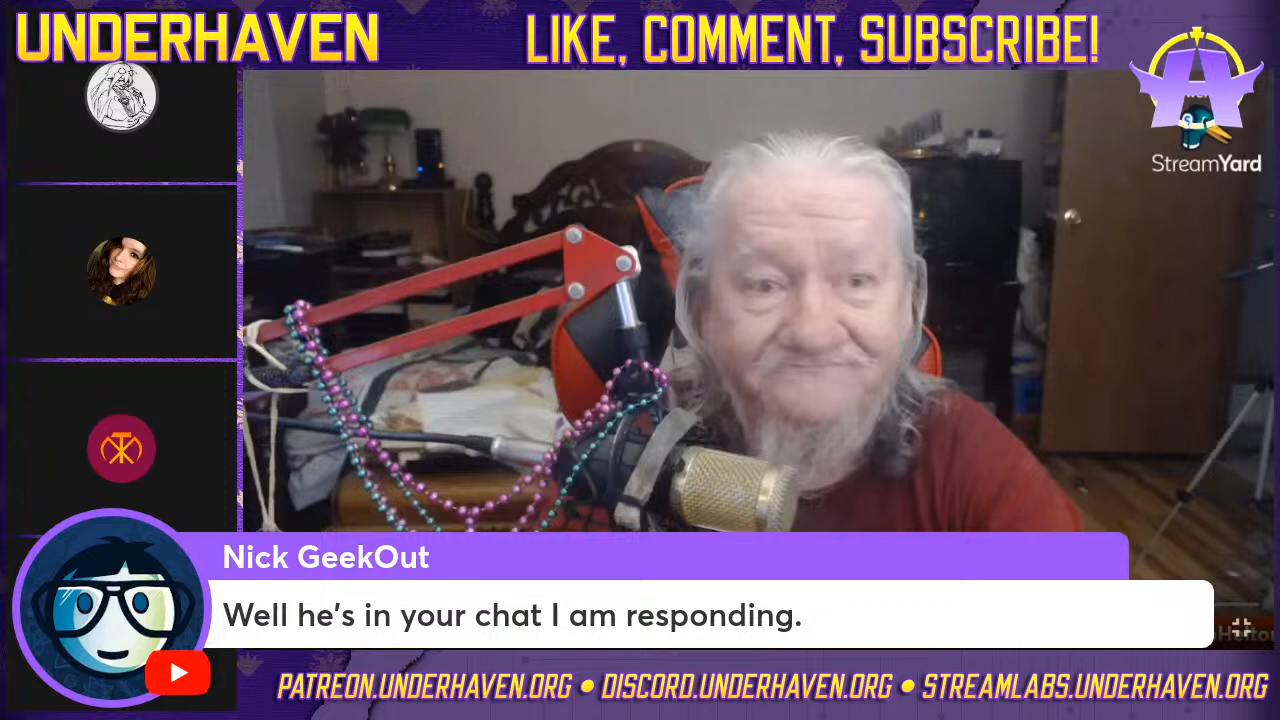 UNDERHAVEN
LIKE, COMMENT, SUBSCRIBE!
StreamYard
Nick GeekOut
Well he's in your chat I am responding.
PATREON.UNDERHAVEN.ORG • DISCORD.UNDERHAVEN.ORG • STREAMLABS.UNDERHAVEN.ORG